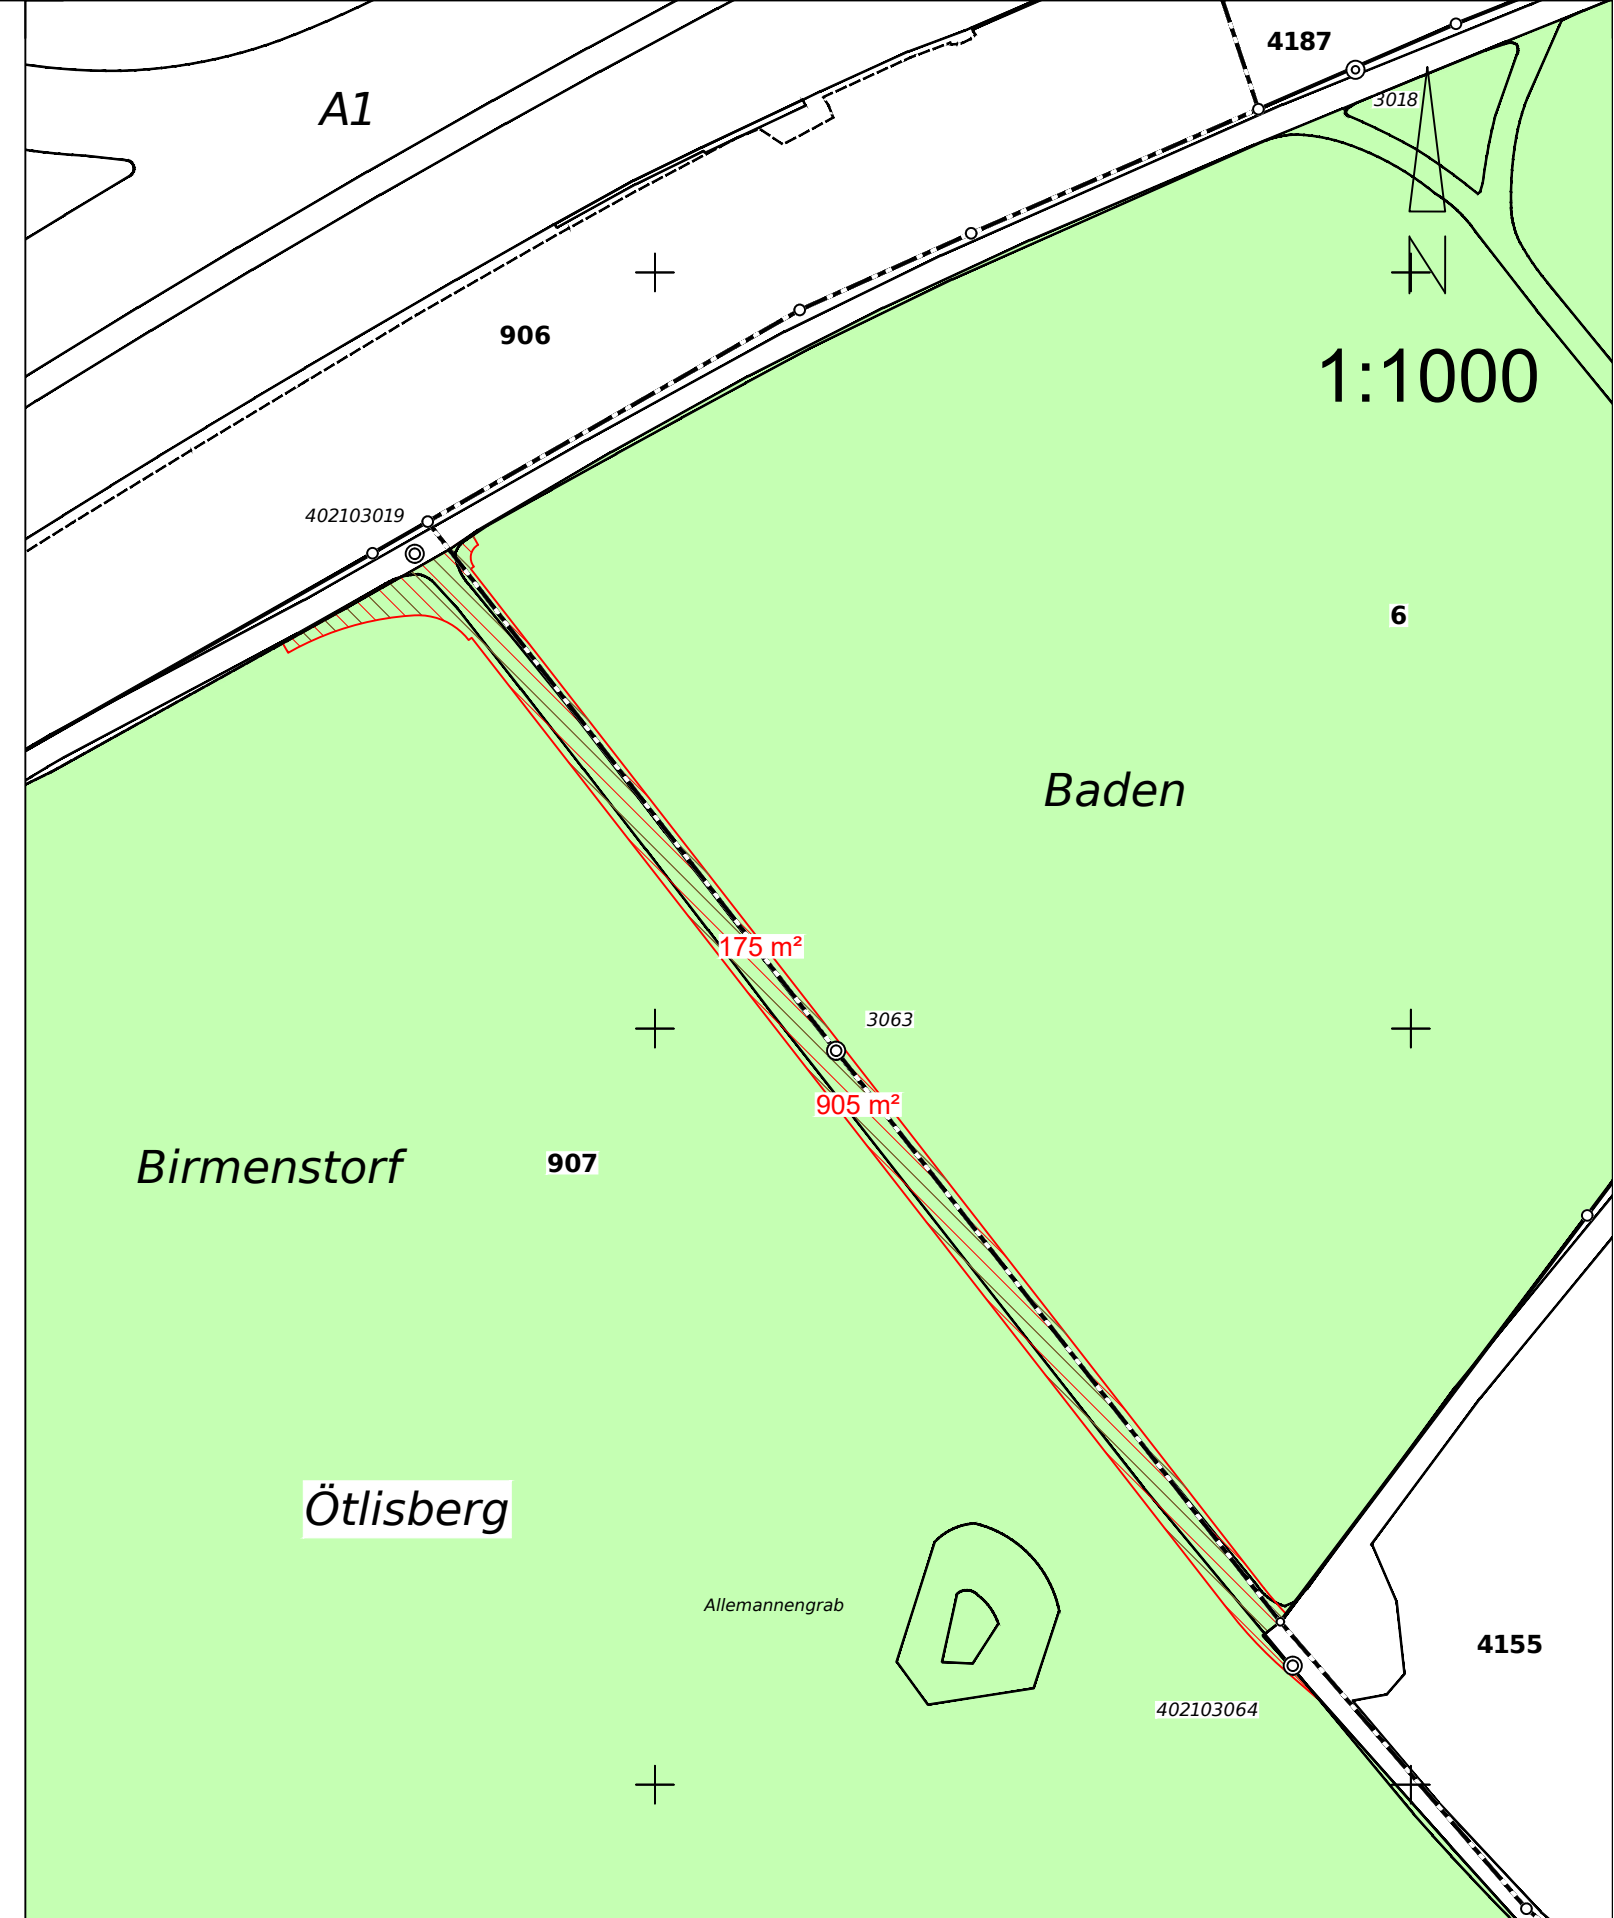 4187
A1
3018
N
906
1:1000
402103019
6
Baden
175 m²
3063
905 m²
Birmenstorf
907
Ötlisberg
Allemannengrab
4155
402103064